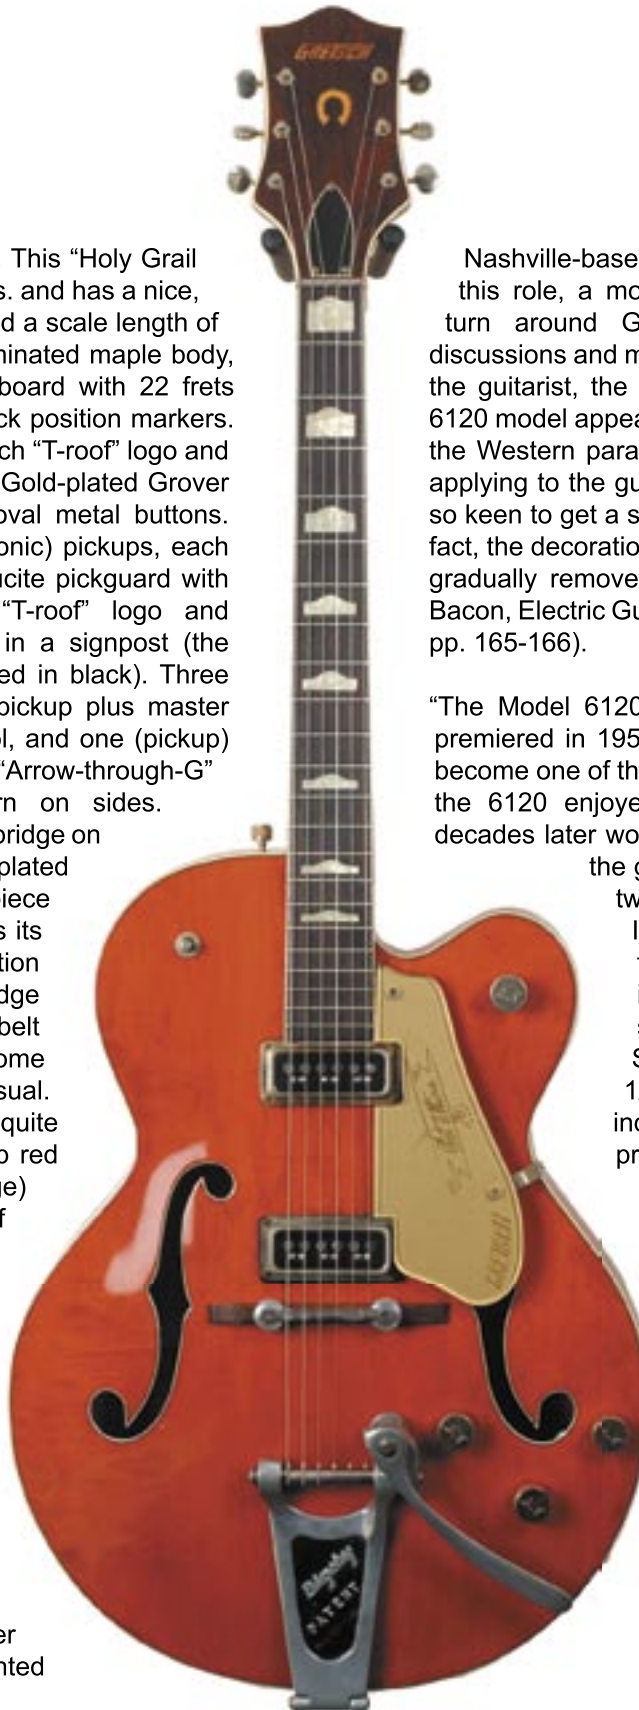 GRETSCH
This “Holy Grail
s. and has a nice,
d a scale length of
minated maple body,
board with 22 frets
ck position markers.
ch “T-roof” logo and
Gold-plated Grover
oval metal buttons.
onic) pickups, each
ucite pickguard with
“T-roof” logo and
in a signpost (the
ed in black). Three
pickup plus master
ol, and one (pickup)
“Arrow-through-G”
rn on sides.
bridge on
plated
piece
s its
tion
dge
belt
ome
sual.
quite
o red
ge)
f
er
nted
Nashville-base
this role, a mo
turn around G
discussions and m
the guitarist, the
6120 model appea
the Western para
applying to the gu
so keen to get a s
fact, the decoratio
gradually remove
Bacon, Electric Gu
pp. 165-166).
“The Model 6120
premiered in 195
become one of th
the 6120 enjoye
decades later wo
the g
tw
I
t
i
s
S
1
inc
pr
GRETSCH
Bigsby
PATENT